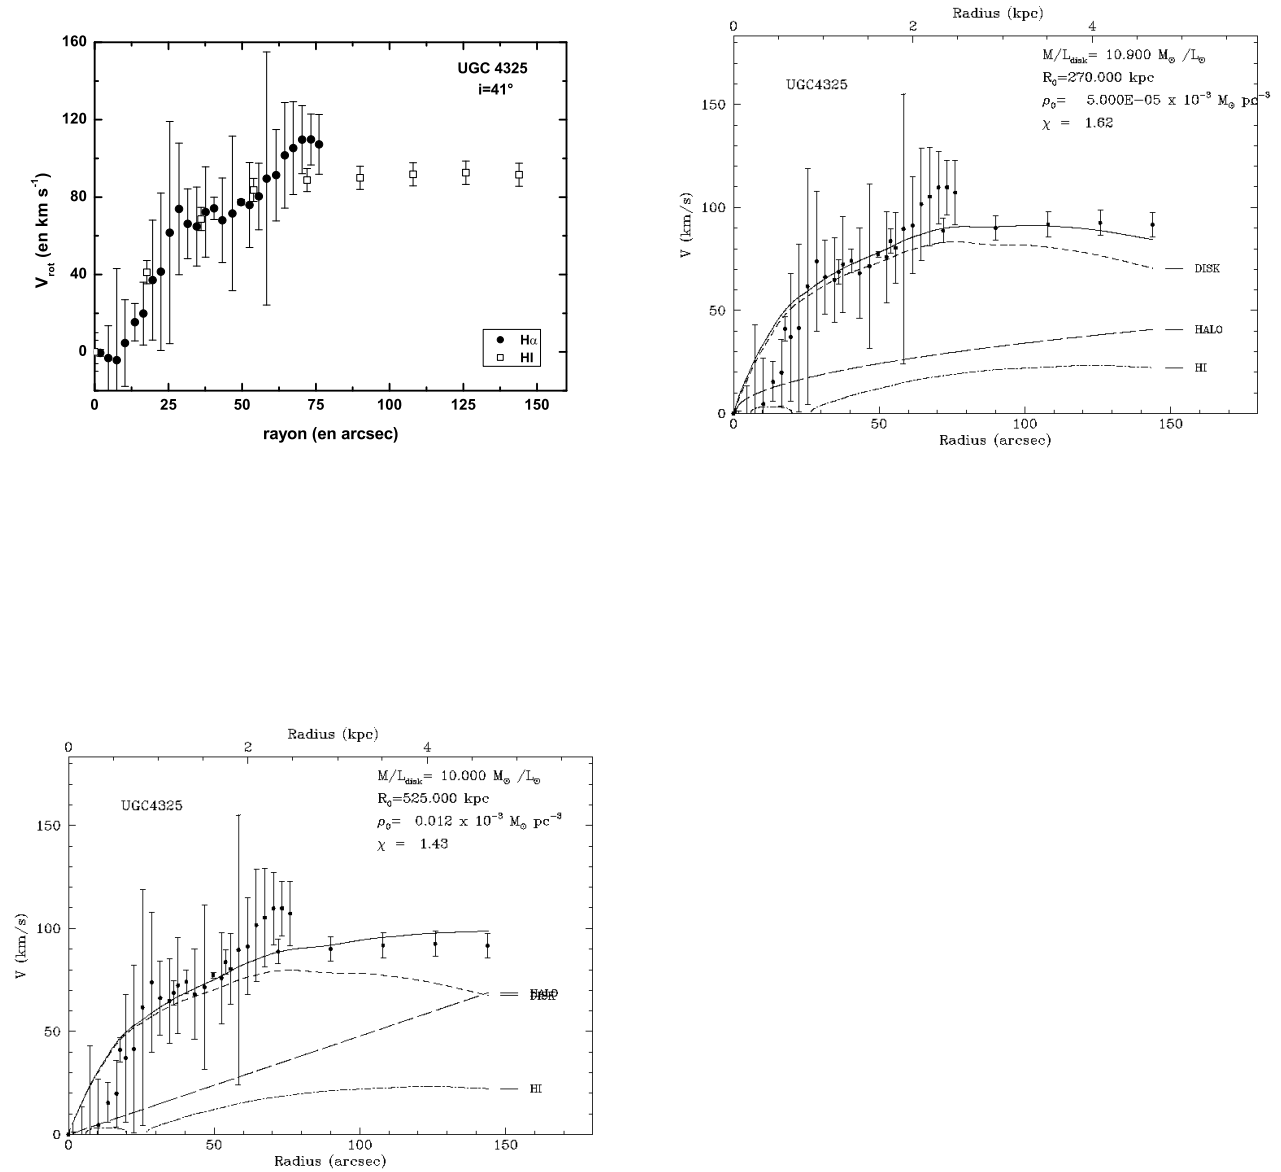 160
120
80
40
0
V_rot (en km s⁻¹)
UGC 4325
i=41°
Hα
HI
0 25 50 75 100 125 150
rayon (en arcsec)
Radius (kpc)
0 2 4
M/L_disk= 10.900 M_⊙ /L_⊙
R_0=270.000 kpc
ρ_0= 5.000E−05 x 10⁻³ M_⊙ pc⁻³
χ = 1.62
UGC4325
150
100
50
0
V (km/s)
DISK
HALO
HI
0 50 100 150
Radius (arcsec)
Radius (kpc)
0 2 4
M/L_disk= 10.000 M_⊙ /L_⊙
R_0=525.000 kpc
ρ_0= 0.012 x 10⁻³ M_⊙ pc⁻³
χ = 1.43
UGC4325
150
100
50
0
V (km/s)
HALO
DISK
HI
0 50 100 150
Radius (arcsec)